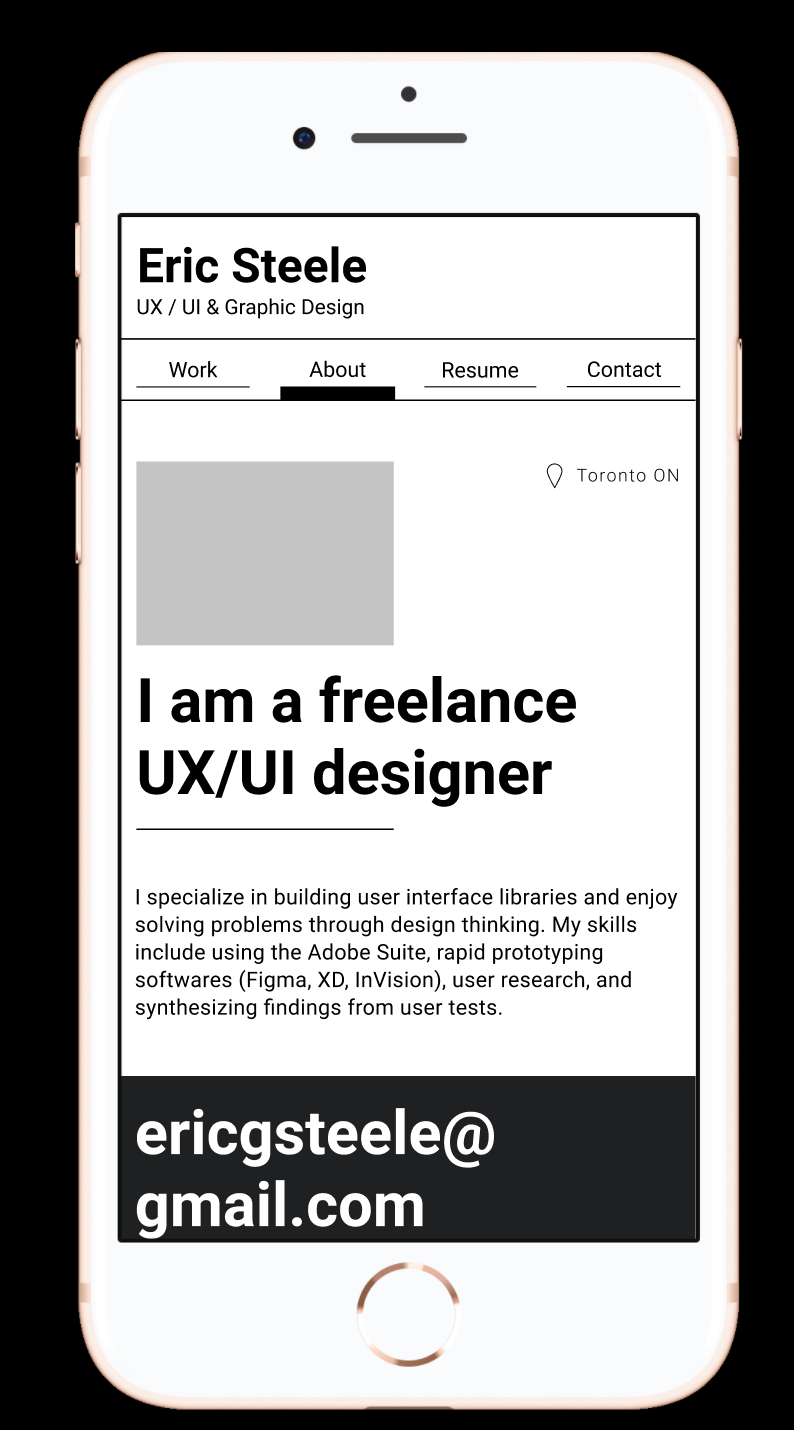 Eric Steele
UX / UI & Graphic Design
Work About Resume Contact
Toronto ON
I am a freelance
UX/UI designer
I specialize in building user interface libraries and enjoy
solving problems through design thinking. My skills
include using the Adobe Suite, rapid prototyping
softwares (Figma, XD, InVision), user research, and
synthesizing findings from user tests.
ericgsteele@
gmail.com